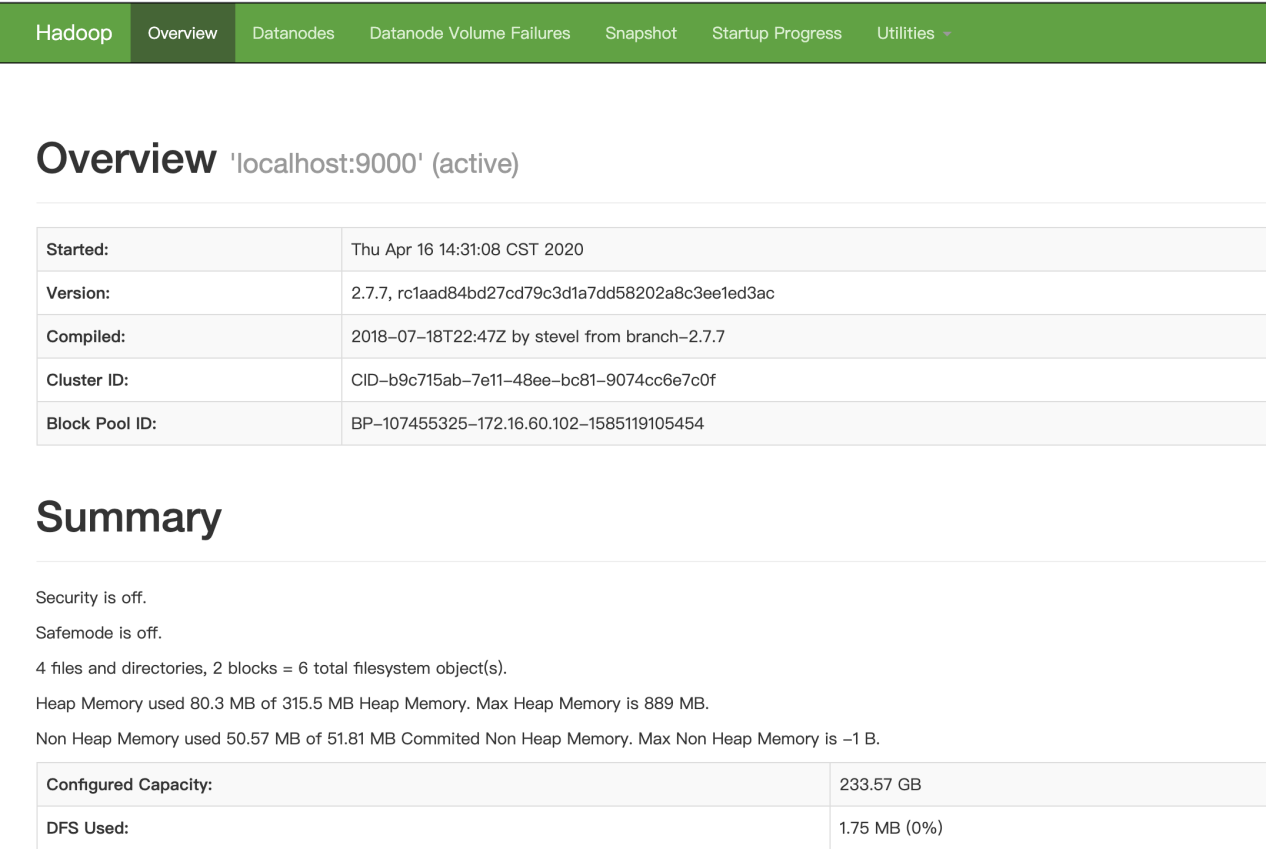 Hadoop Overview Datanodes Datanode Volume Failures Snapshot Startup Progress Utilities
Overview 'localhost:9000' (active)
Started: Thu Apr 16 14:31:08 CST 2020
Version: 2.7.7, rc1aad84bd27cd79c3d1a7dd58202a8c3ee1ed3ac
Compiled: 2018-07-18T22:47Z by stevel from branch-2.7.7
Cluster ID: CID-b9c715ab-7e11-48ee-bc81-9074cc6e7c0f
Block Pool ID: BP-107455325-172.16.60.102-1585119105454
Summary
Security is off.
Safemode is off.
4 files and directories, 2 blocks = 6 total filesystem object(s).
Heap Memory used 80.3 MB of 315.5 MB Heap Memory. Max Heap Memory is 889 MB.
Non Heap Memory used 50.57 MB of 51.81 MB Commited Non Heap Memory. Max Non Heap Memory is -1 B.
Configured Capacity: 233.57 GB
DFS Used: 1.75 MB (0%)